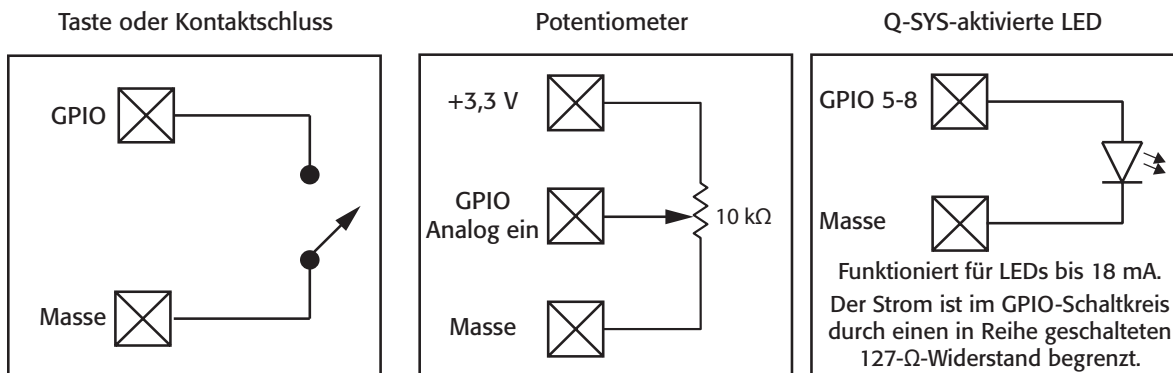 Taste oder Kontaktschluss
GPIO
Masse
Potentiometer
+3,3 V
GPIO
Analog ein
10 kΩ
Masse
Q-SYS-aktivierte LED
GPIO 5-8
Masse
Funktioniert für LEDs bis 18 mA.
Der Strom ist im GPIO-Schaltkreis
durch einen in Reihe geschalteten
127-Ω-Widerstand begrenzt.